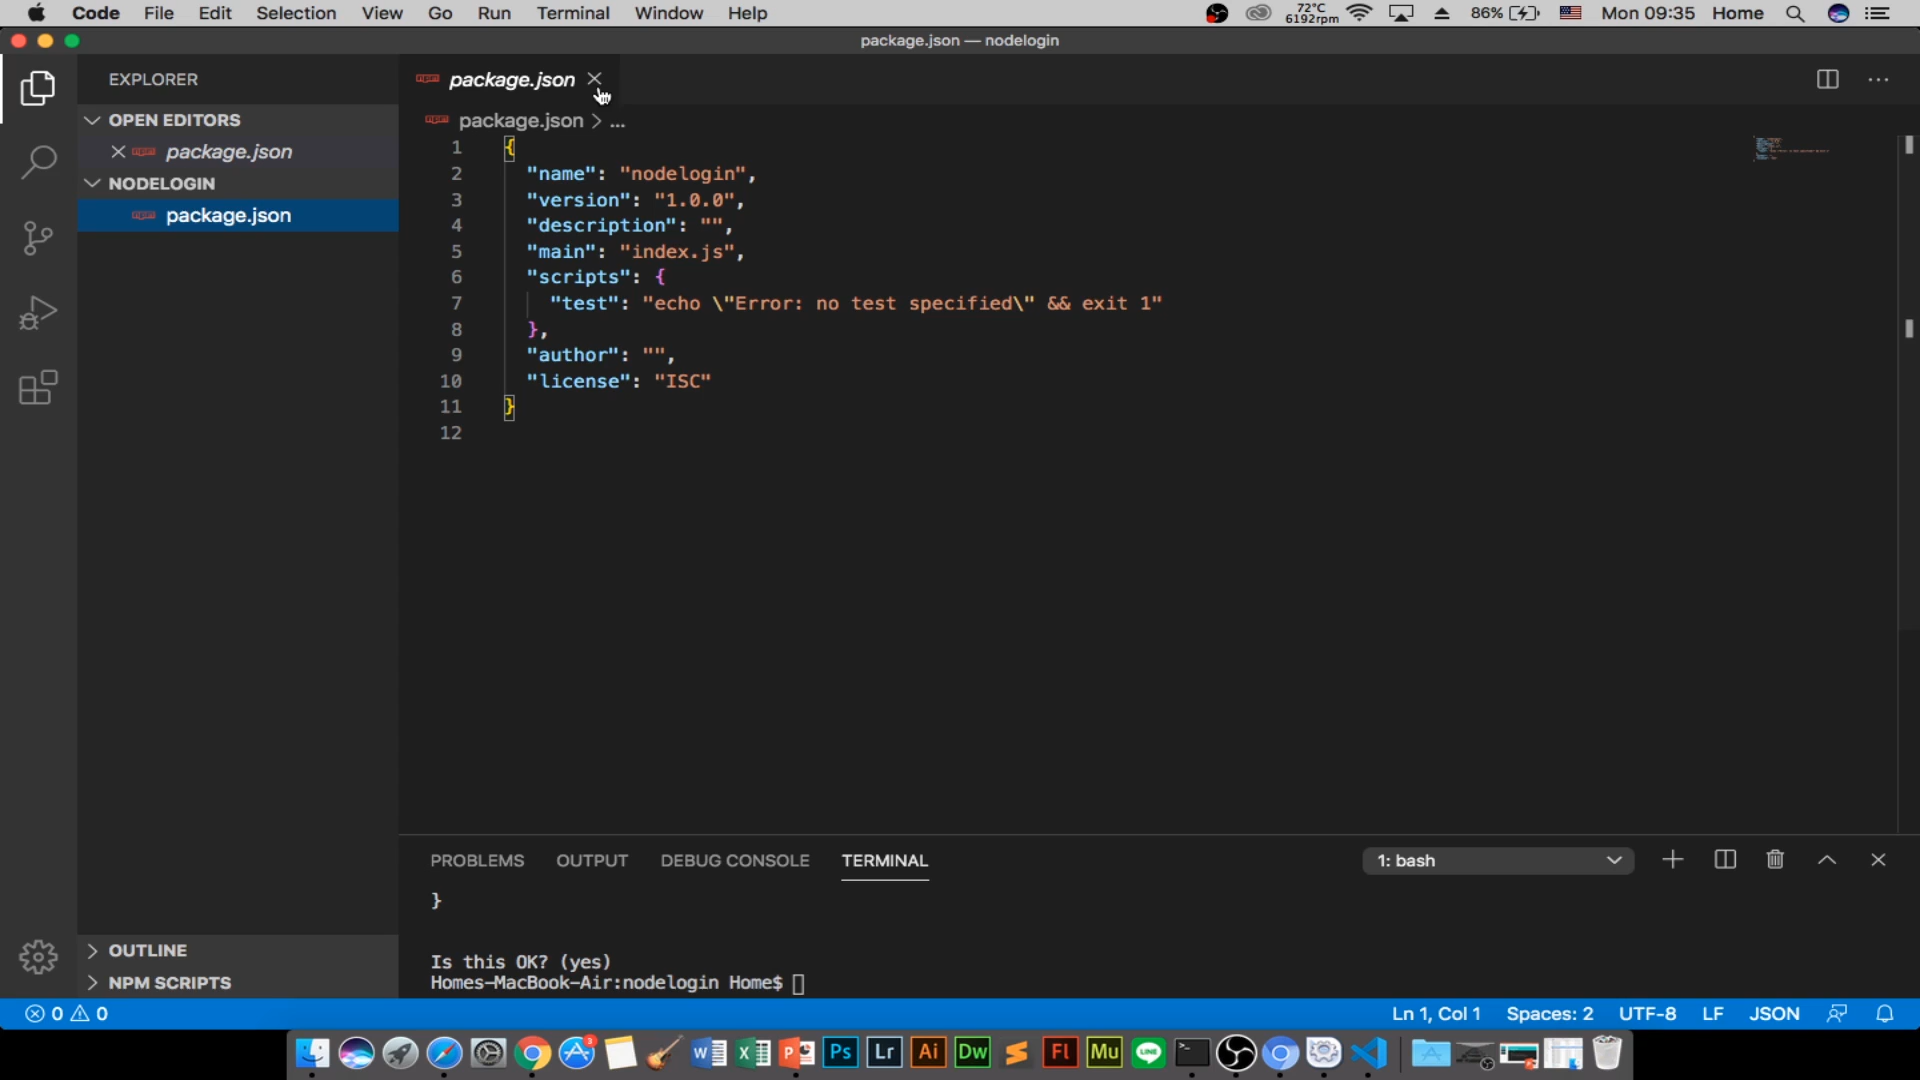 Code File Edit Selection View Go Run Terminal Window Help
72°C
6192rpm
86%
Mon 09:35 Home
package.json — nodelogin
EXPLORER
OPEN EDITORS
package.json
NODELOGIN
package.json
OUTLINE
NPM SCRIPTS
package.json
package.json > ...
1 {
2 "name": "nodelogin",
3 "version": "1.0.0",
4 "description": "",
5 "main": "index.js",
6 "scripts": {
7 "test": "echo \"Error: no test specified\" && exit 1"
8 },
9 "author": "",
10 "license": "ISC"
11 }
12
PROBLEMS OUTPUT DEBUG CONSOLE TERMINAL
1: bash
}
Is this OK? (yes)
Homes-MacBook-Air:nodelogin Home$
0 0
Ln 1, Col 1 Spaces: 2 UTF-8 LF JSON
3
W X P Ps Lr Ai Dw S Fl Mu LINE